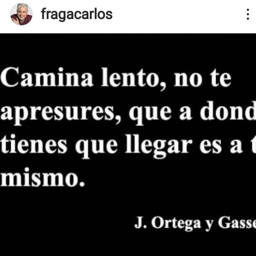 fragacarlos
Camina lento, no te
apresures, que a dond
tienes que llegar es a t
mismo.
J. Ortega y Gasse